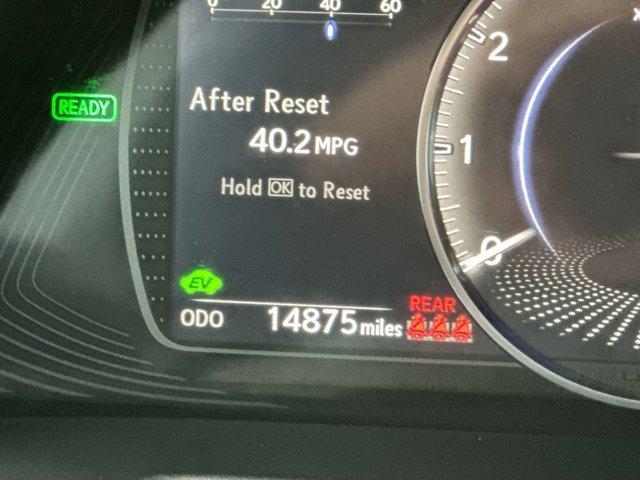 0 20 40 60
READY
After Reset
40.2 MPG
Hold OK to Reset
EV
ODO 14875 miles
REAR
2
1
0